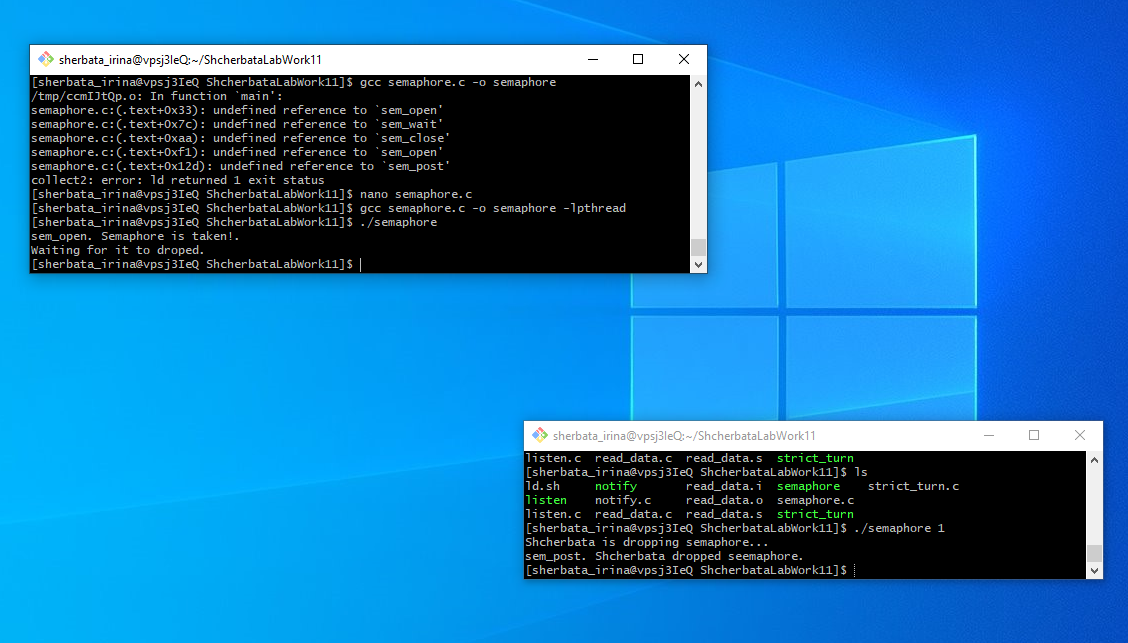 sherbata_irina@vpsj3IeQ:~/ShcherbataLabWork11
[sherbata_irina@vpsj3IeQ ShcherbataLabWork11]$ gcc semaphore.c -o semaphore
/tmp/ccmIJtQp.o: In function `main':
semaphore.c:(.text+0x33): undefined reference to `sem_open'
semaphore.c:(.text+0x7c): undefined reference to `sem_wait'
semaphore.c:(.text+0xaa): undefined reference to `sem_close'
semaphore.c:(.text+0xf1): undefined reference to `sem_open'
semaphore.c:(.text+0x12d): undefined reference to `sem_post'
collect2: error: ld returned 1 exit status
[sherbata_irina@vpsj3IeQ ShcherbataLabWork11]$ nano semaphore.c
[sherbata_irina@vpsj3IeQ ShcherbataLabWork11]$ gcc semaphore.c -o semaphore -lpthread
[sherbata_irina@vpsj3IeQ ShcherbataLabWork11]$ ./semaphore
sem_open. Semaphore is taken!.
Waiting for it to droped.
[sherbata_irina@vpsj3IeQ ShcherbataLabWork11]$
sherbata_irina@vpsj3IeQ:~/ShcherbataLabWork11
listen.c read_data.c read_data.s strict_turn
[sherbata_irina@vpsj3IeQ ShcherbataLabWork11]$ ls
ld.sh notify read_data.i semaphore strict_turn.c
listen notify.c read_data.o semaphore.c
listen.c read_data.c read_data.s strict_turn
[sherbata_irina@vpsj3IeQ ShcherbataLabWork11]$ ./semaphore 1
Shcherbata is dropping semaphore...
sem_post. Shcherbata dropped seemaphore.
[sherbata_irina@vpsj3IeQ ShcherbataLabWork11]$